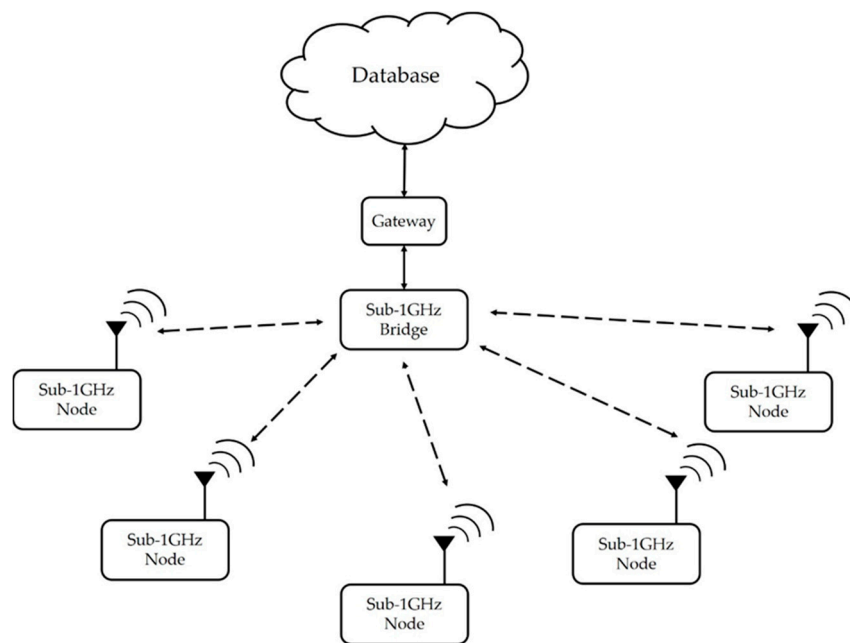 Database
Gateway
Sub-1GHz
Bridge
Sub-1GHz
Node
Sub-1GHz
Node
Sub-1GHz
Node
Sub-1GHz
Node
Sub-1GHz
Node